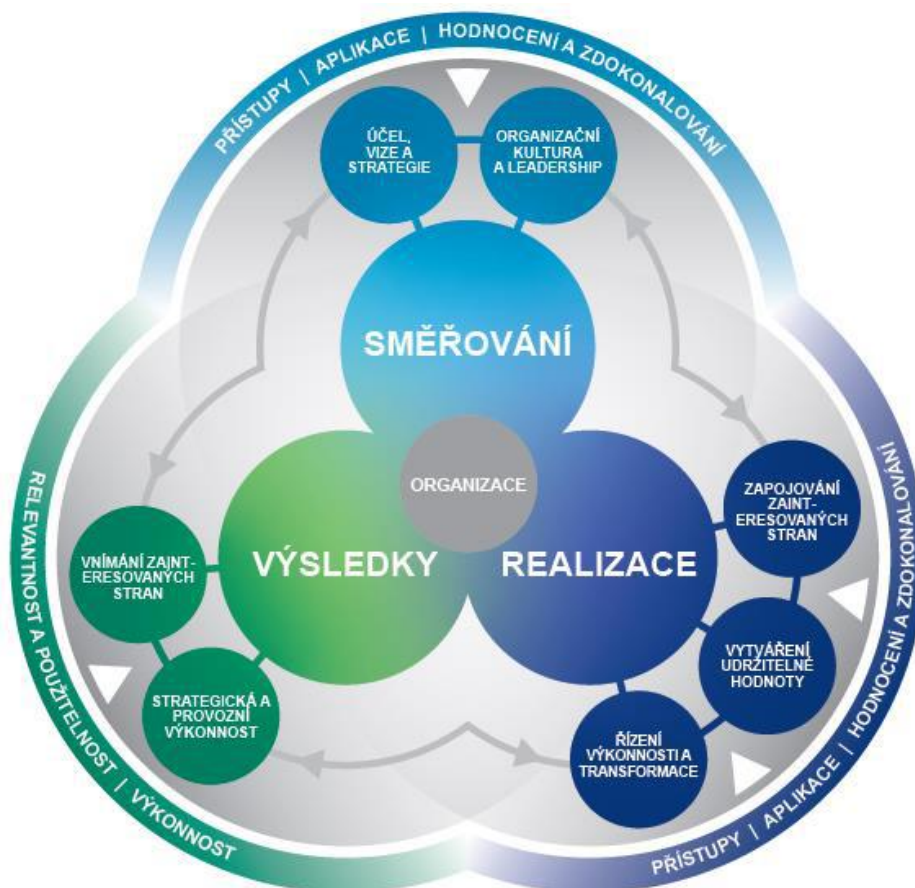 PŘÍSTUPY | APLIKACE | HODNOCENÍ A ZDOKONALOVÁNÍ
ÚČEL,
VIZE A
STRATEGIE
ORGANIZAČNÍ
KULTURA
A LEADERSHIP
SMĚŘOVÁNÍ
ORGANIZACE
VÝSLEDKY
REALIZACE
ZAPOJOVÁNÍ
ZAINT-
ERESOVANÝCH
STRAN
VYTVÁŘENÍ
UDRŽITELNÉ
HODNOTY
ŘÍZENÍ
VÝKONNOSTI A
TRANSFORMACE
VNÍMÁNÍ ZAINT-
ERESOVANÝCH
STRAN
STRATEGICKÁ A
PROVOZNÍ
VÝKONNOST
RELEVANTNOST A POUŽITELNOST | VÝKONNOST
PŘÍSTUPY | APLIKACE | HODNOCENÍ A ZDOKONALOVÁNÍ